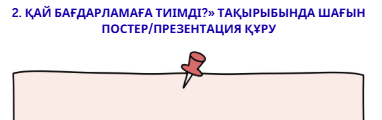 2. ҚАЙ БАҒДАРЛАМАҒА ТИІМДІ?» ТАҚЫРЫБЫНДА ШАҒЫН
ПОСТЕР/ПРЕЗЕНТАЦИЯ ҚҰРУ